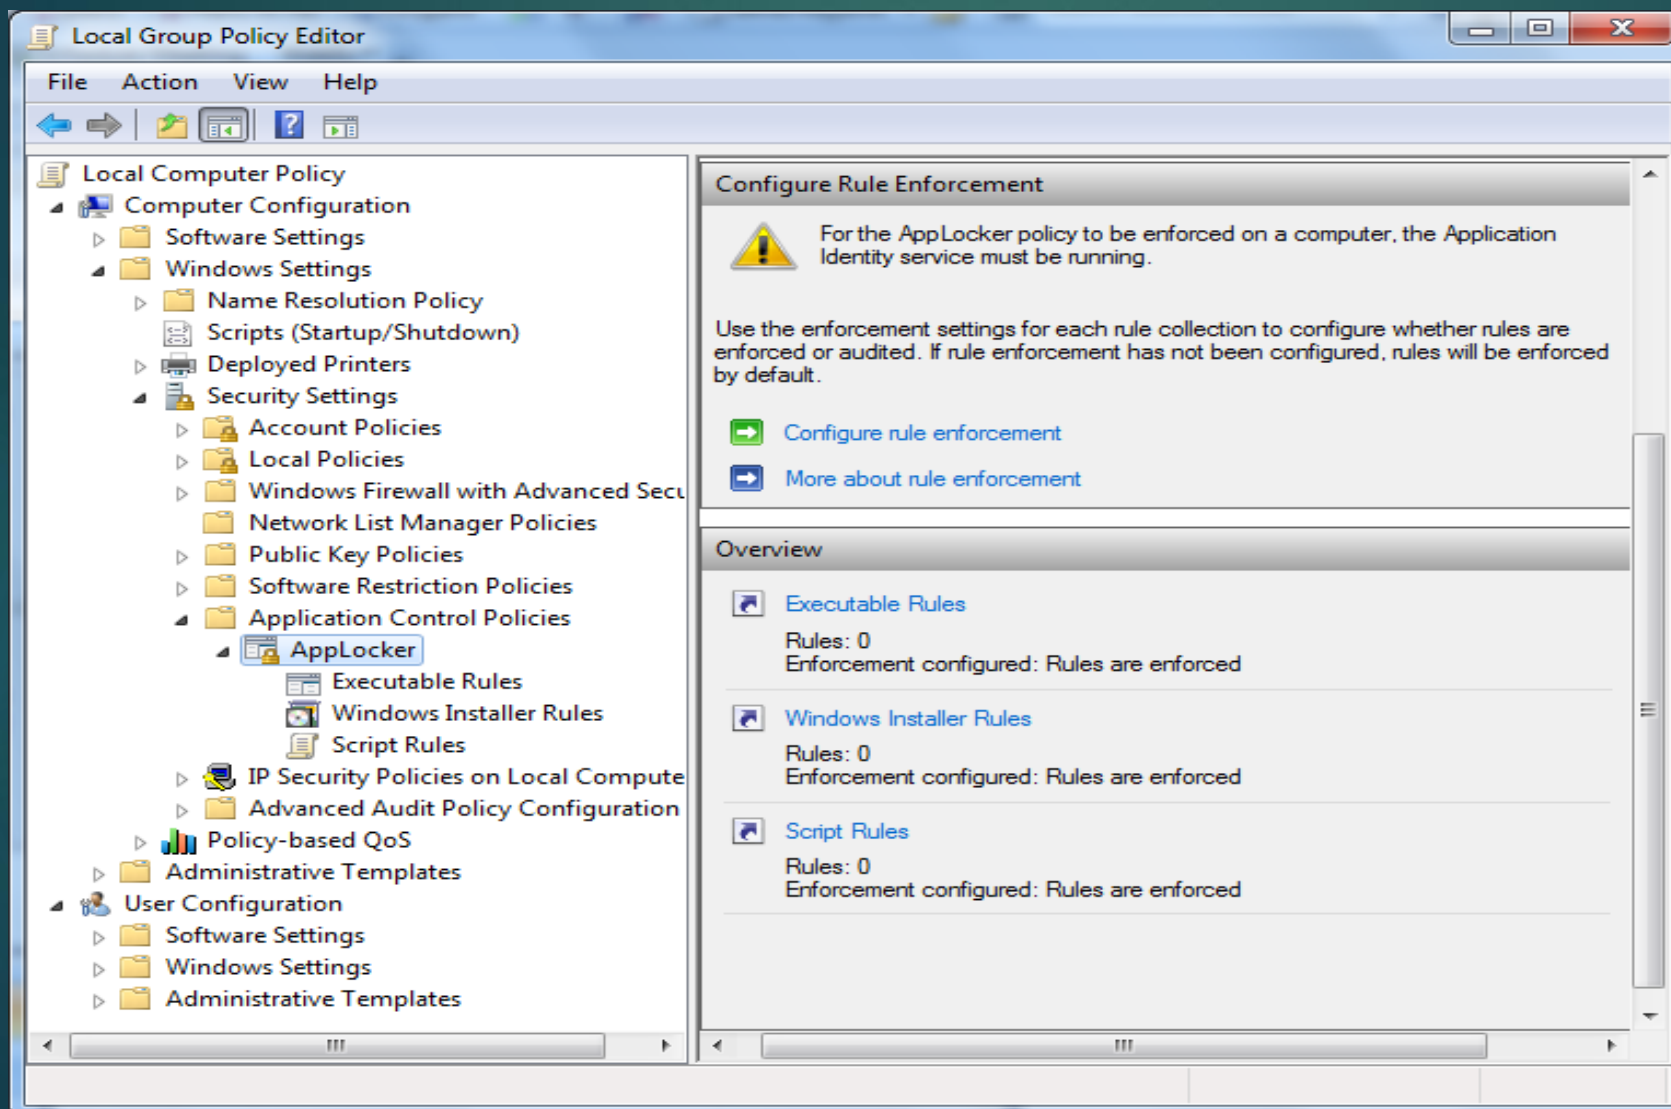 Local Group Policy Editor
File Action View Help
Local Computer Policy
Computer Configuration
Software Settings
Windows Settings
Name Resolution Policy
Scripts (Startup/Shutdown)
Deployed Printers
Security Settings
Account Policies
Local Policies
Windows Firewall with Advanced Secu
Network List Manager Policies
Public Key Policies
Software Restriction Policies
Application Control Policies
AppLocker
Executable Rules
Windows Installer Rules
Script Rules
IP Security Policies on Local Compute
Advanced Audit Policy Configuration
Policy-based QoS
Administrative Templates
User Configuration
Software Settings
Windows Settings
Administrative Templates
Configure Rule Enforcement
For the AppLocker policy to be enforced on a computer, the Application
Identity service must be running.
Use the enforcement settings for each rule collection to configure whether rules are
enforced or audited. If rule enforcement has not been configured, rules will be enforced
by default.
Configure rule enforcement
More about rule enforcement
Overview
Executable Rules
Rules: 0
Enforcement configured: Rules are enforced
Windows Installer Rules
Rules: 0
Enforcement configured: Rules are enforced
Script Rules
Rules: 0
Enforcement configured: Rules are enforced